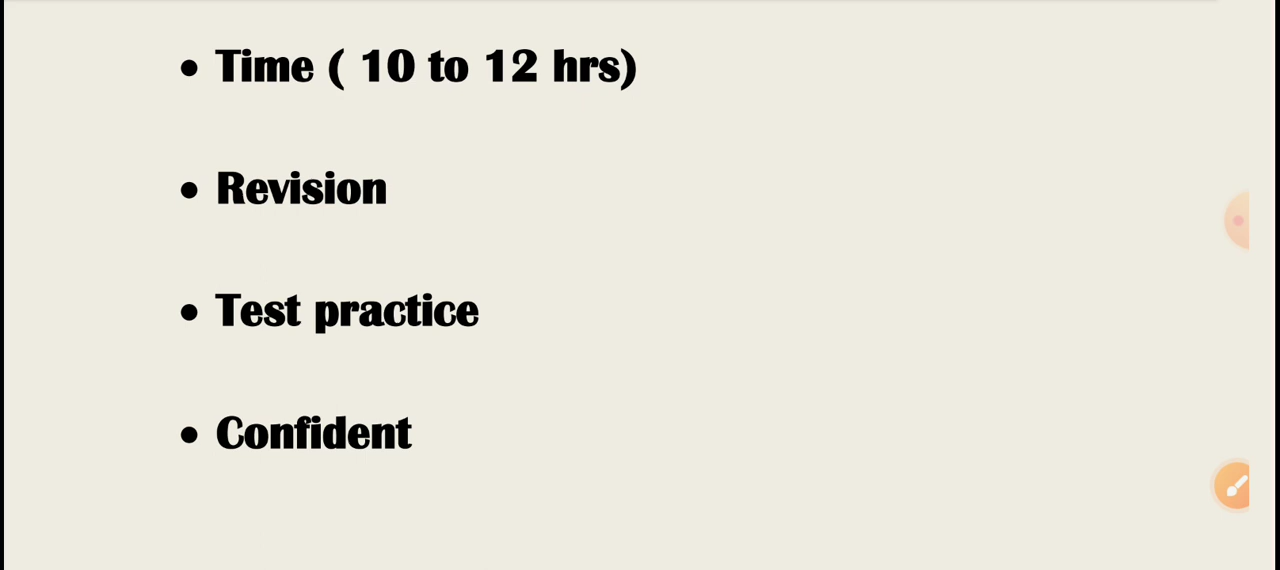 • Time ( 10 to 12 hrs)
• Revision
• Test practice
• Confident